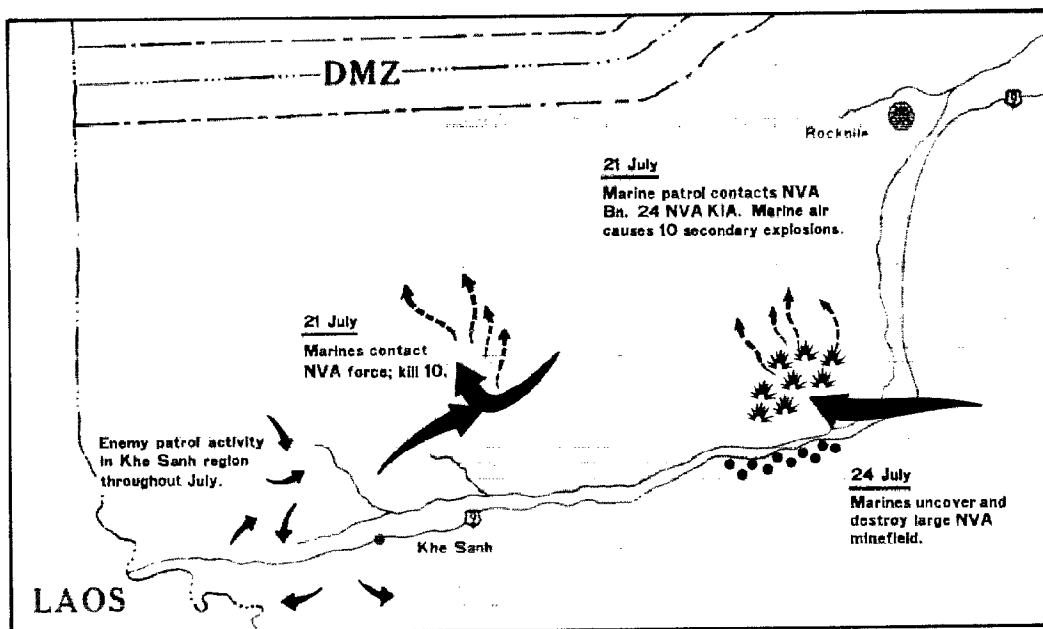 DMZ
9
Rockpile
21 July
Marine patrol contacts NVA
Bn. 24 NVA KIA. Marine air
causes 10 secondary explosions.
21 July
Marines contact
NVA force; kill 10.
Enemy patrol activity
in Khe Sanh region
throughout July.
24 July
Marines uncover and
destroy large NVA
minefield.
9
Khe Sanh
LAOS